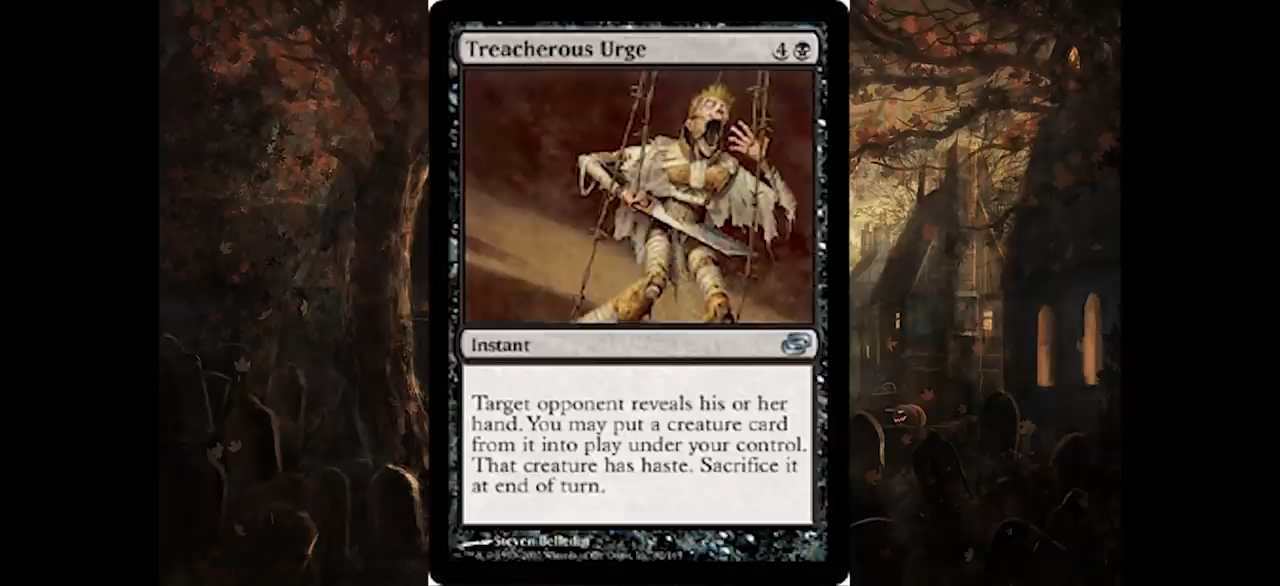 Treacherous Urge 4
Instant
Target opponent reveals his or her
hand. You may put a creature card
from it into play under your control.
That creature has haste. Sacrifice it
at end of turn.
Steven Belledin